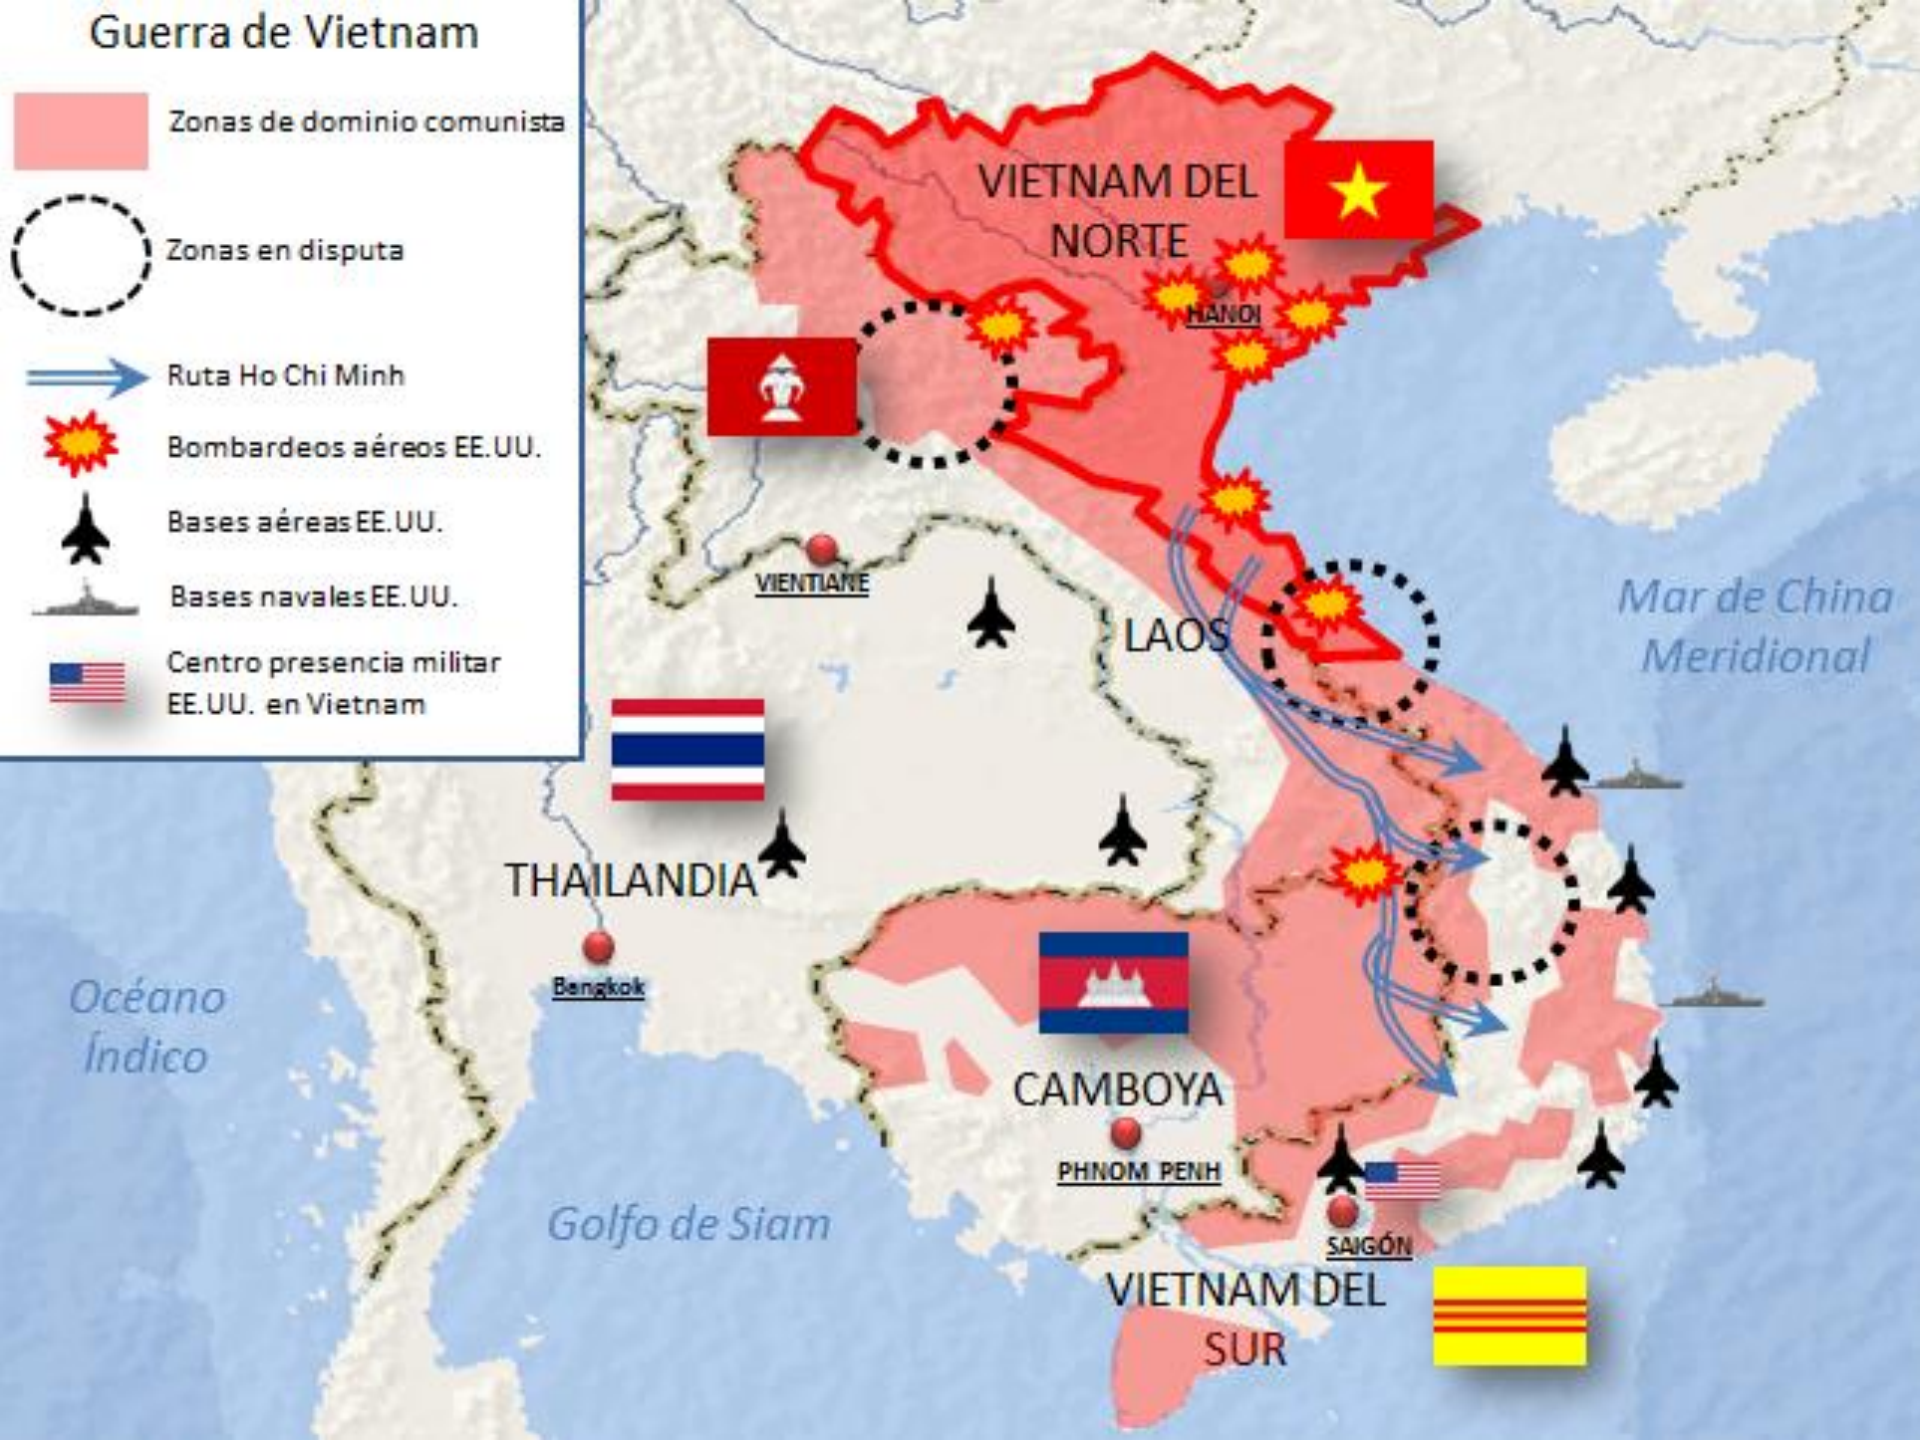 Guerra de Vietnam
Zonas de dominio comunista
Zonas en disputa
Ruta Ho Chi Minh
Bombardeos aéreos EE.UU.
Bases aéreas EE.UU.
Bases navales EE.UU.
Centro presencia militar
EE.UU. en Vietnam
VIETNAM DEL
NORTE
HANOI
VIENTIANE
LAOS
Mar de China
Meridional
THAILANDIA
Bangkok
Océano
Índico
CAMBOYA
PHNOM PENH
Golfo de Siam
SAIGÓN
VIETNAM DEL
SUR